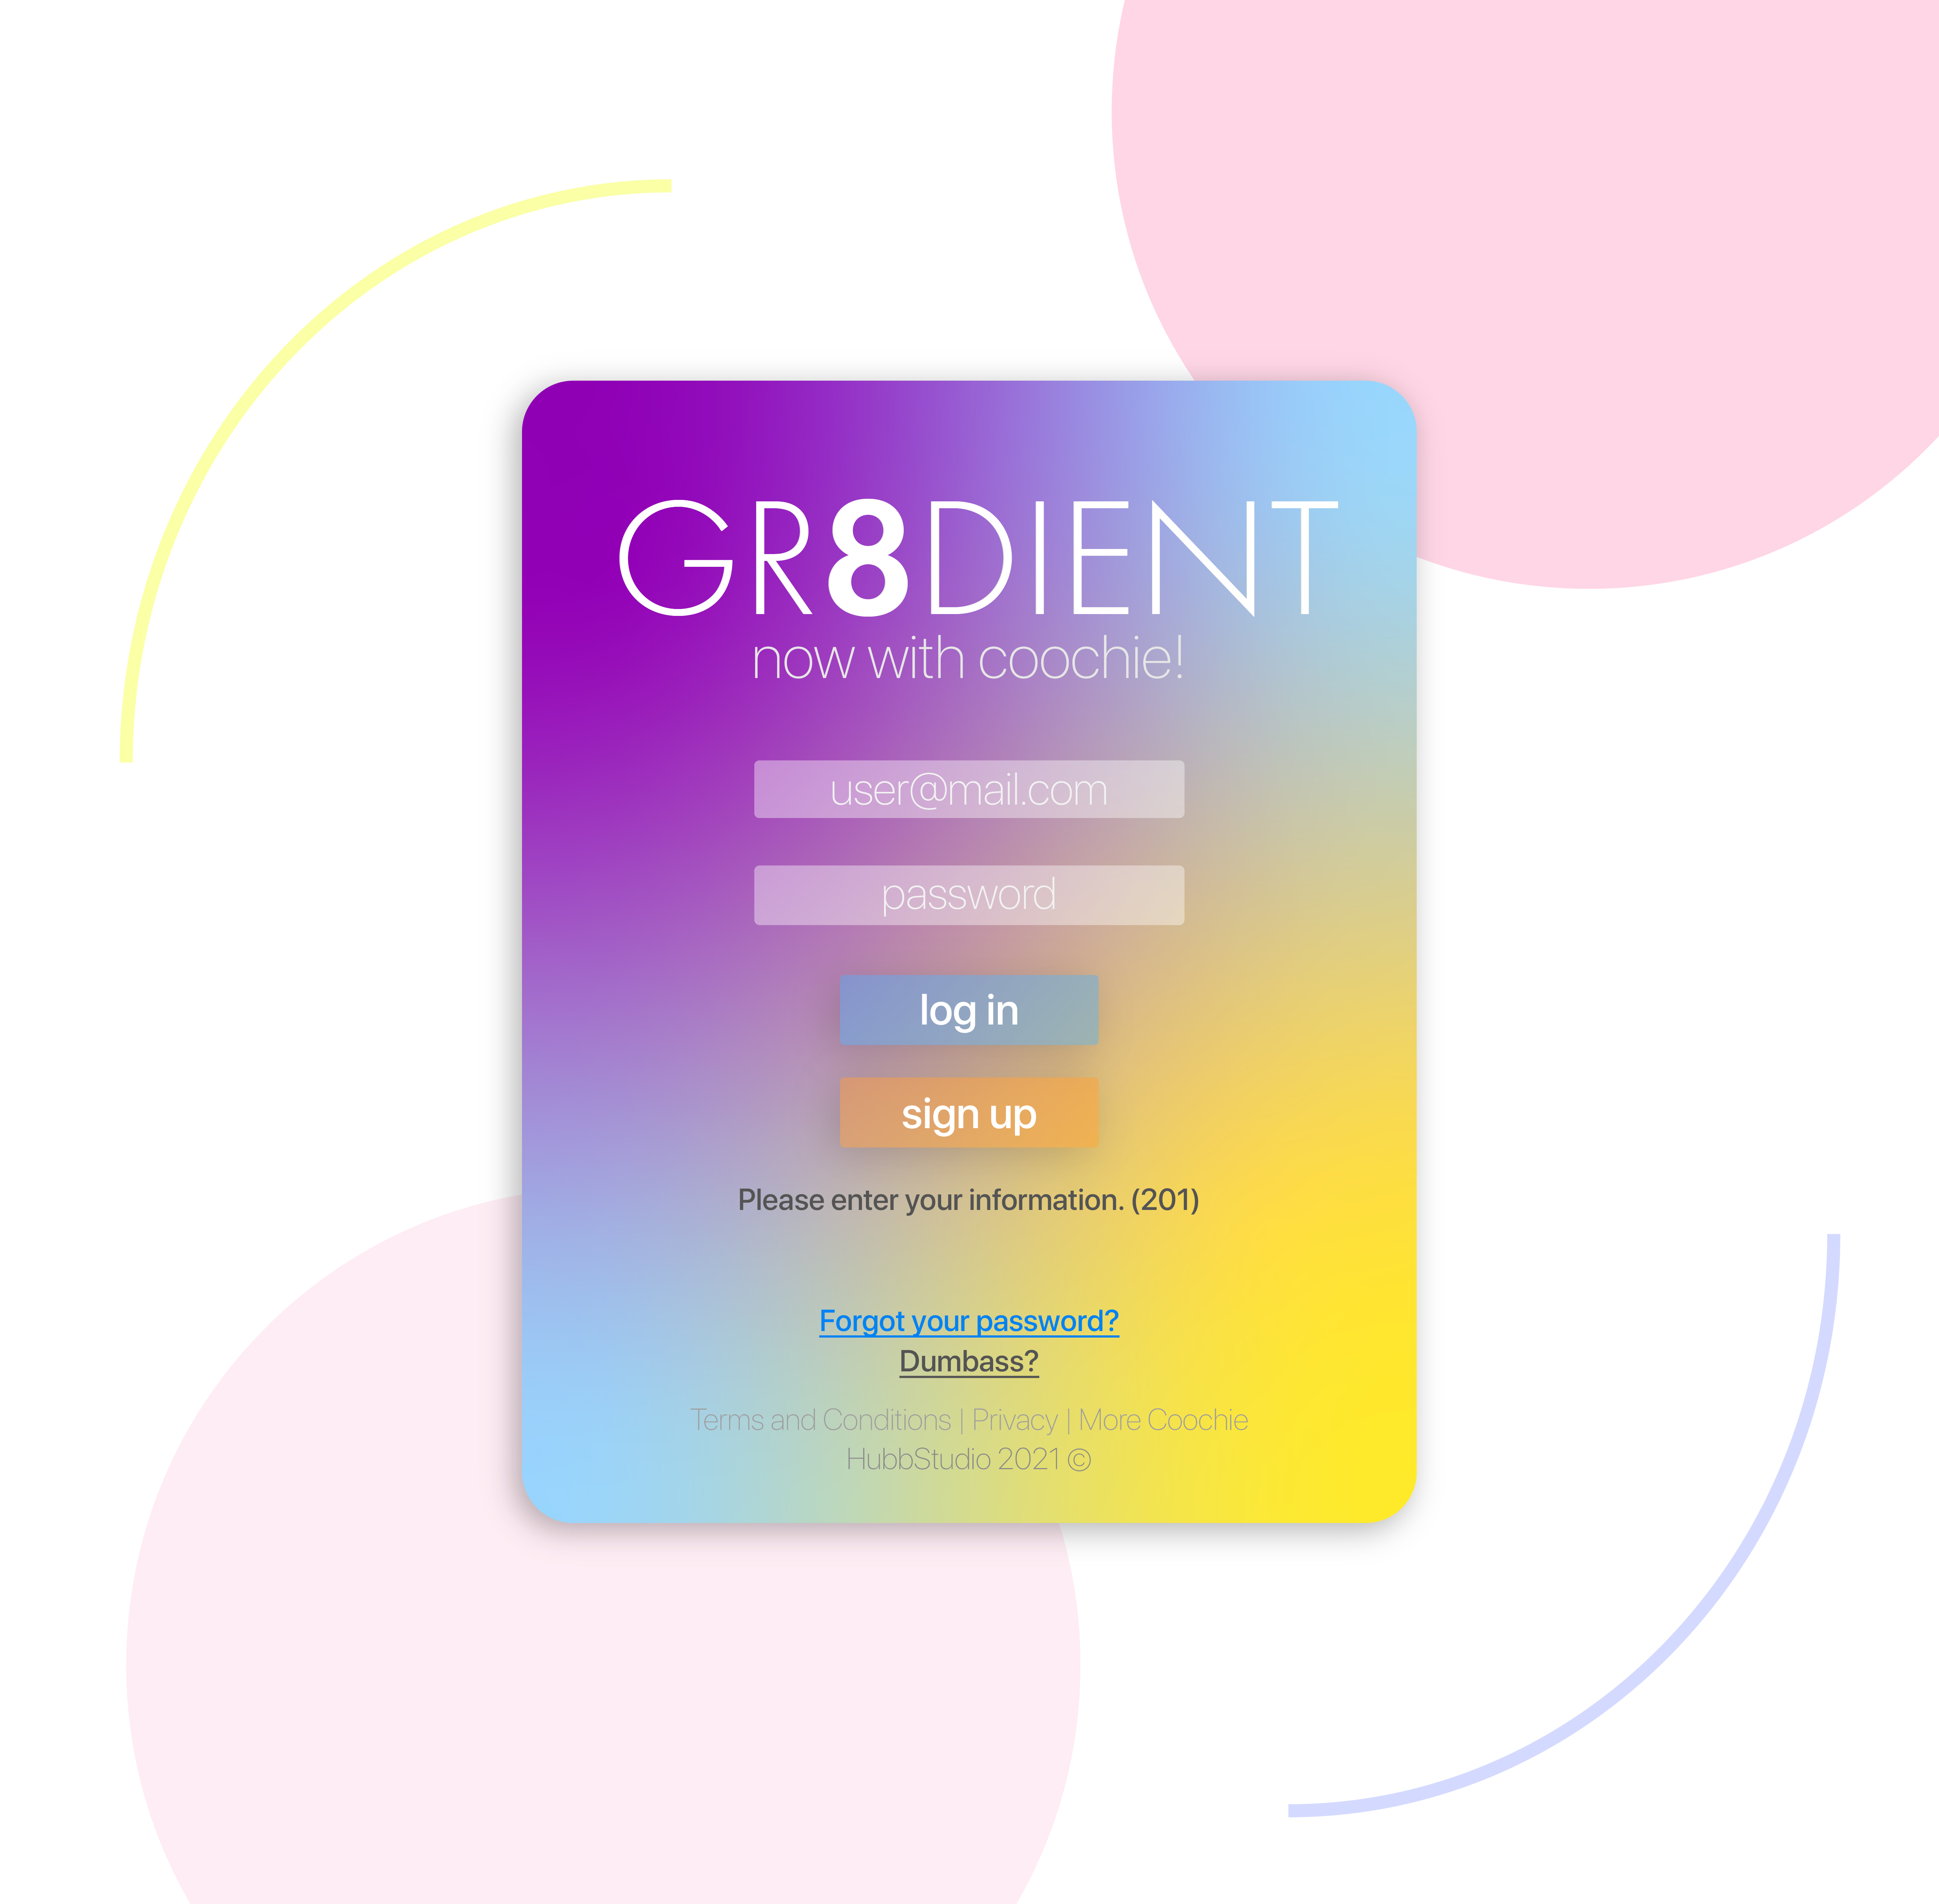 GR8DIENT
now with coochie!
user@mail.com
password
log in
sign up
Please enter your information. (201)
Forgot your password?
Dumbass?
Terms and Conditions | Privacy | More Coochie
HubbStudio 2021 ©